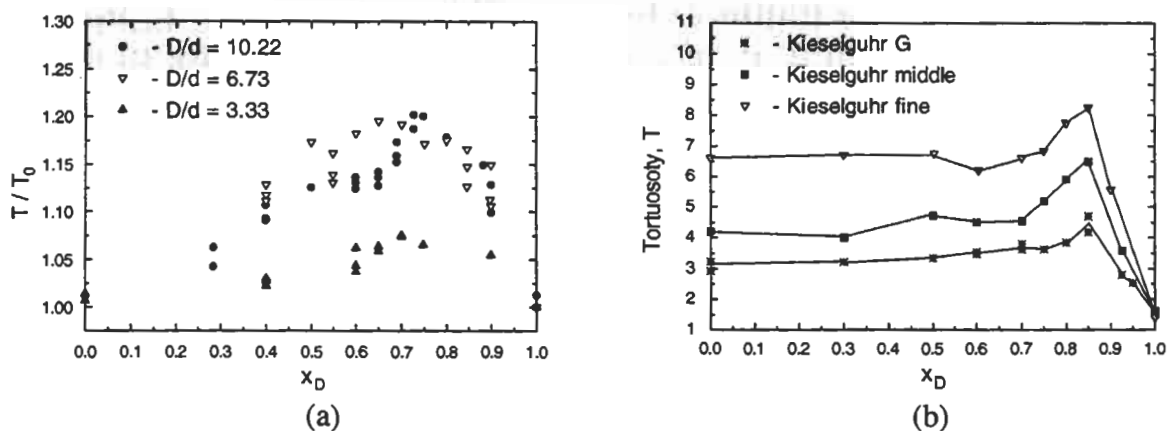 1.30
1.25
1.20
1.15
1.10
1.05
1.00
T / T0
- D/d = 10.22
- D/d = 6.73
- D/d = 3.33
0.0 0.1 0.2 0.3 0.4 0.5 0.6 0.7 0.8 0.9 1.0
xD
(a)
11
10
9
8
7
6
5
4
3
2
1
Tortuosoty, T
- Kieselguhr G
- Kieselguhr middle
- Kieselguhr fine
0.0 0.1 0.2 0.3 0.4 0.5 0.6 0.7 0.8 0.9 1.0
xD
(b)